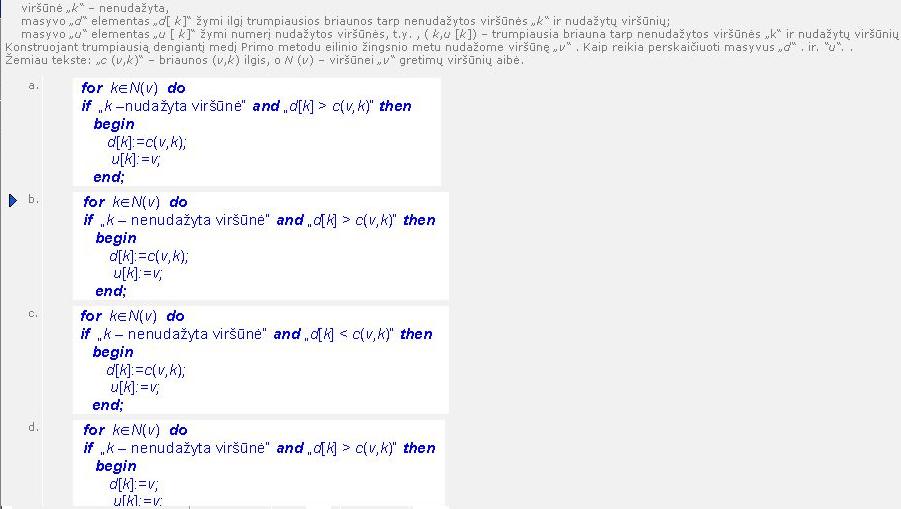 viršūnė „k“ – nenudažyta,
masyvo „d“ elementas „d[ k]“ žymi ilgį trumpiausios briaunos tarp nenudažytos viršūnės „k“ ir nudažytų viršūnių;
masyvo „u“ elementas „u [ k]“ žymi numerį nudažytos viršūnės, t.y. , ( k,u [k]) – trumpiausia briauna tarp nenudažytos viršūnės „k" ir nudažytų viršūnių
Konstruojant trumpiausią dengiantį medį Primo metodu eilinio žingsnio metu nudažome viršūnę „v“ . Kaip reikia perskaičiuoti masyvus „d“ . ir. “u“. .
Žemiau tekste: „c (v,k)“ – briaunos (v,k) ilgis, o N (v) – viršūnei „v“ gretimų viršūnių aibė.
a.
for k∈N(v) do
if „k –nudažyta viršūnė“ and „d[k] > c(v,k)“ then
begin
d[k]:=c(v,k);
u[k]:=v;
end;
b.
for k∈N(v) do
if „k – nenudažyta viršūnė“ and „d[k] > c(v,k)“ then
begin
d[k]:=c(v,k);
u[k]:=v;
end;
c.
for k∈N(v) do
if „k – nenudažyta viršūnė“ and „d[k] < c(v,k)“ then
begin
d[k]:=c(v,k);
u[k]:=v;
end;
d.
for k∈N(v) do
if „k – nenudažyta viršūnė“ and „d[k] > c(v,k)“ then
begin
d[k]:=v;
u[k]:=v;